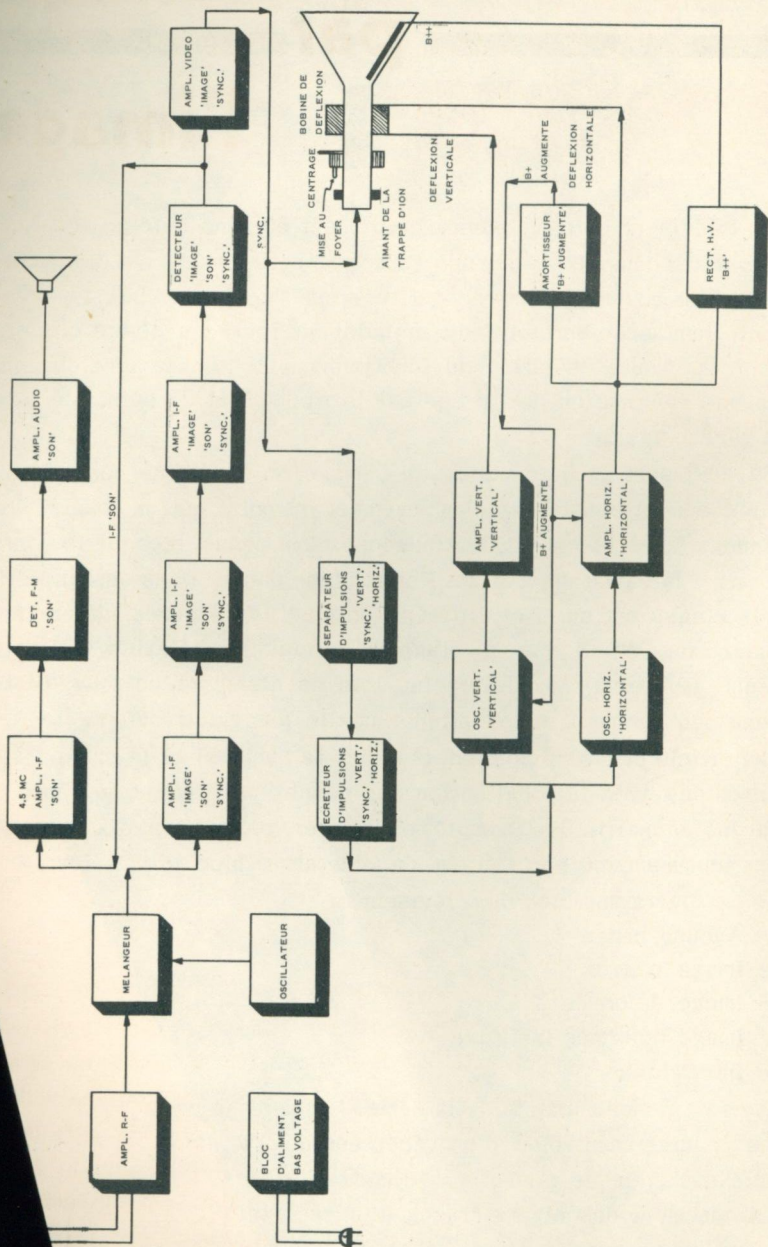 AMPL. R-F
BLOC
D'ALIMENT.
BAS VOLTAGE
MELANGEUR
OSCILLATEUR
4.5 MC
AMPL. I-F
'SON'
DET. F-M
'SON'
AMPL. AUDIO
'SON'
I-F 'SON'
AMPL. I-F
'IMAGE'
'SON'
'SYNC.'
AMPL. I-F
'IMAGE'
'SON'
'SYNC.'
AMPL. I-F
'IMAGE'
'SON'
'SYNC.'
DETECTEUR
'IMAGE'
'SON'
'SYNC.'
AMPL. VIDEO
'IMAGE'
'SYNC.'
SYNC.
ECRETEUR
D'IMPULSIONS
'SYNC.' 'VERT.'
'HORIZ.'
SEPARATEUR
D'IMPULSIONS
'SYNC.' 'VERT.'
'HORIZ.'
BOBINE DE
DEFLEXION
CENTRAGE
MISE AU
FOYER
AIMANT DE LA
TRAPPE D'ION
B++
DEFLEXION
VERTICALE
OSC. VERT.
'VERTICAL'
AMPL. VERT.
'VERTICAL'
B+ AUGMENTE
B+
AUGMENTE
DEFLEXION
HORIZONTALE
AMORTISSEUR
'B+ AUGMENTE'
OSC. HORIZ.
'HORIZONTAL'
AMPL. HORIZ.
'HORIZONTAL'
RECT. H.V.
'B++'